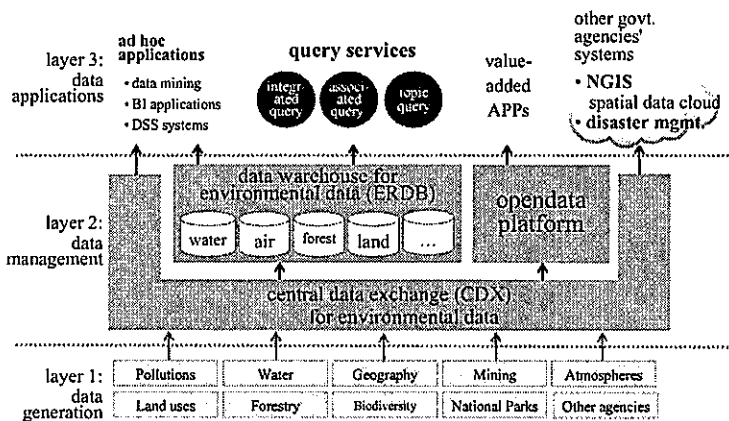 layer 3:
data
applications
ad hoc
applications
• data mining
• BI applications
• DSS systems
query services
integr-
ated
query
associ-
ated
query
topic
query
value-
added
APPs
other govt.
agencies'
systems
• NGIS
spatial data cloud
• disaster mgmt.
layer 2:
data
management
data warehouse for
environmental data (ERDB)
water
air
forest
land
...
opendata
platform
central data exchange (CDX)
for environmental data
layer 1:
data
generation
Pollutions
Water
Geography
Mining
Atmospheres
Land uses
Forestry
Biodiversity
National Parks
Other agencies